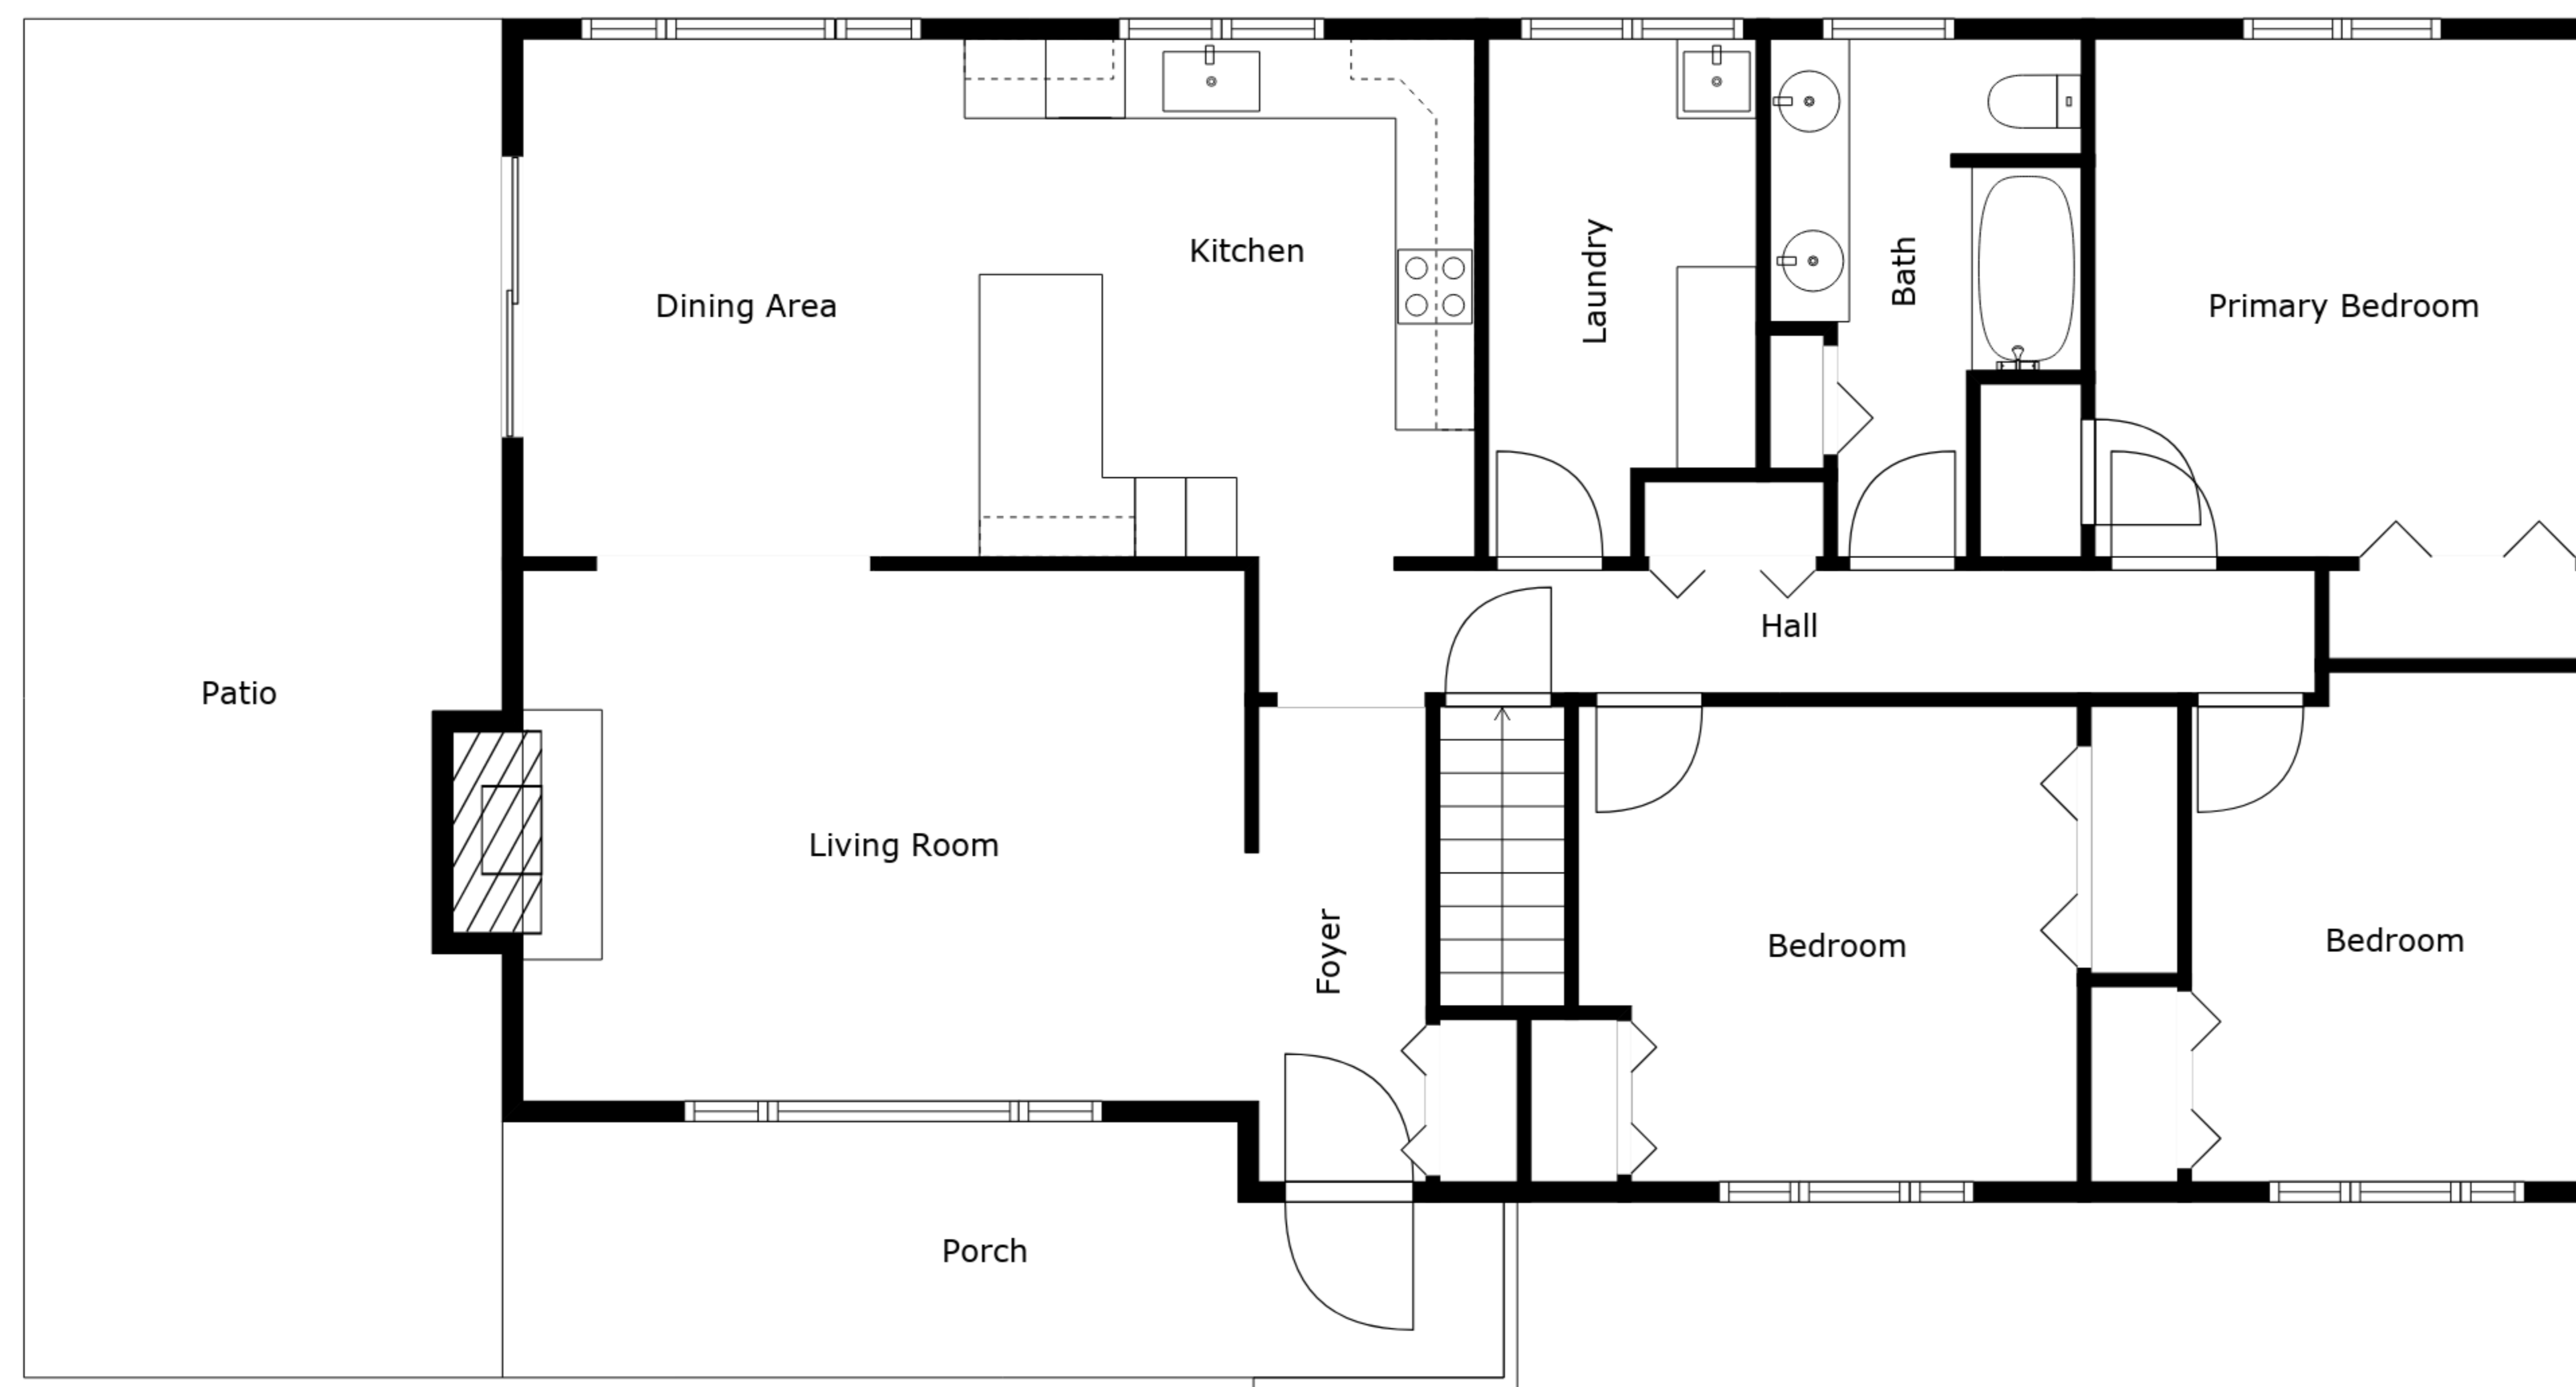 Kitchen
Laundry
Bath
Dining Area
Primary Bedroom
Hall
Patio
Living Room
Foyer
Bedroom
Bedroom
Porch